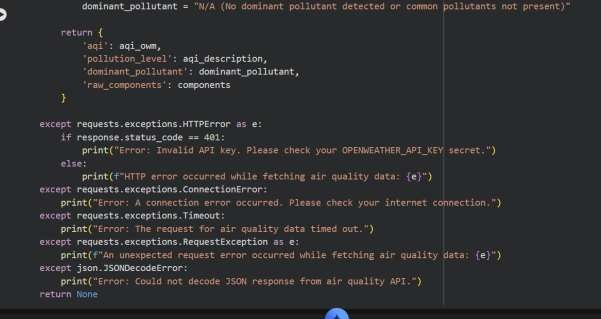 dominant_pollutant = "N/A (No dominant pollutant detected or common pollutants not present)"
return {
'aqi': aqi_owm,
'pollution_level': aqi_description,
'dominant_pollutant': dominant_pollutant,
'raw_components': components
}
except requests.exceptions.HTTPError as e:
if response.status_code == 401:
print("Error: Invalid API key. Please check your OPENWEATHER_API_KEY secret.")
else:
print(f"HTTP error occurred while fetching air quality data: {e}")
except requests.exceptions.ConnectionError:
print("Error: A connection error occurred. Please check your internet connection.")
except requests.exceptions.Timeout:
print("Error: The request for air quality data timed out.")
except requests.exceptions.RequestException as e:
print(f"An unexpected request error occurred while fetching air quality data: {e}")
except json.JSONDecodeError:
print("Error: Could not decode JSON response from air quality API.")
return None